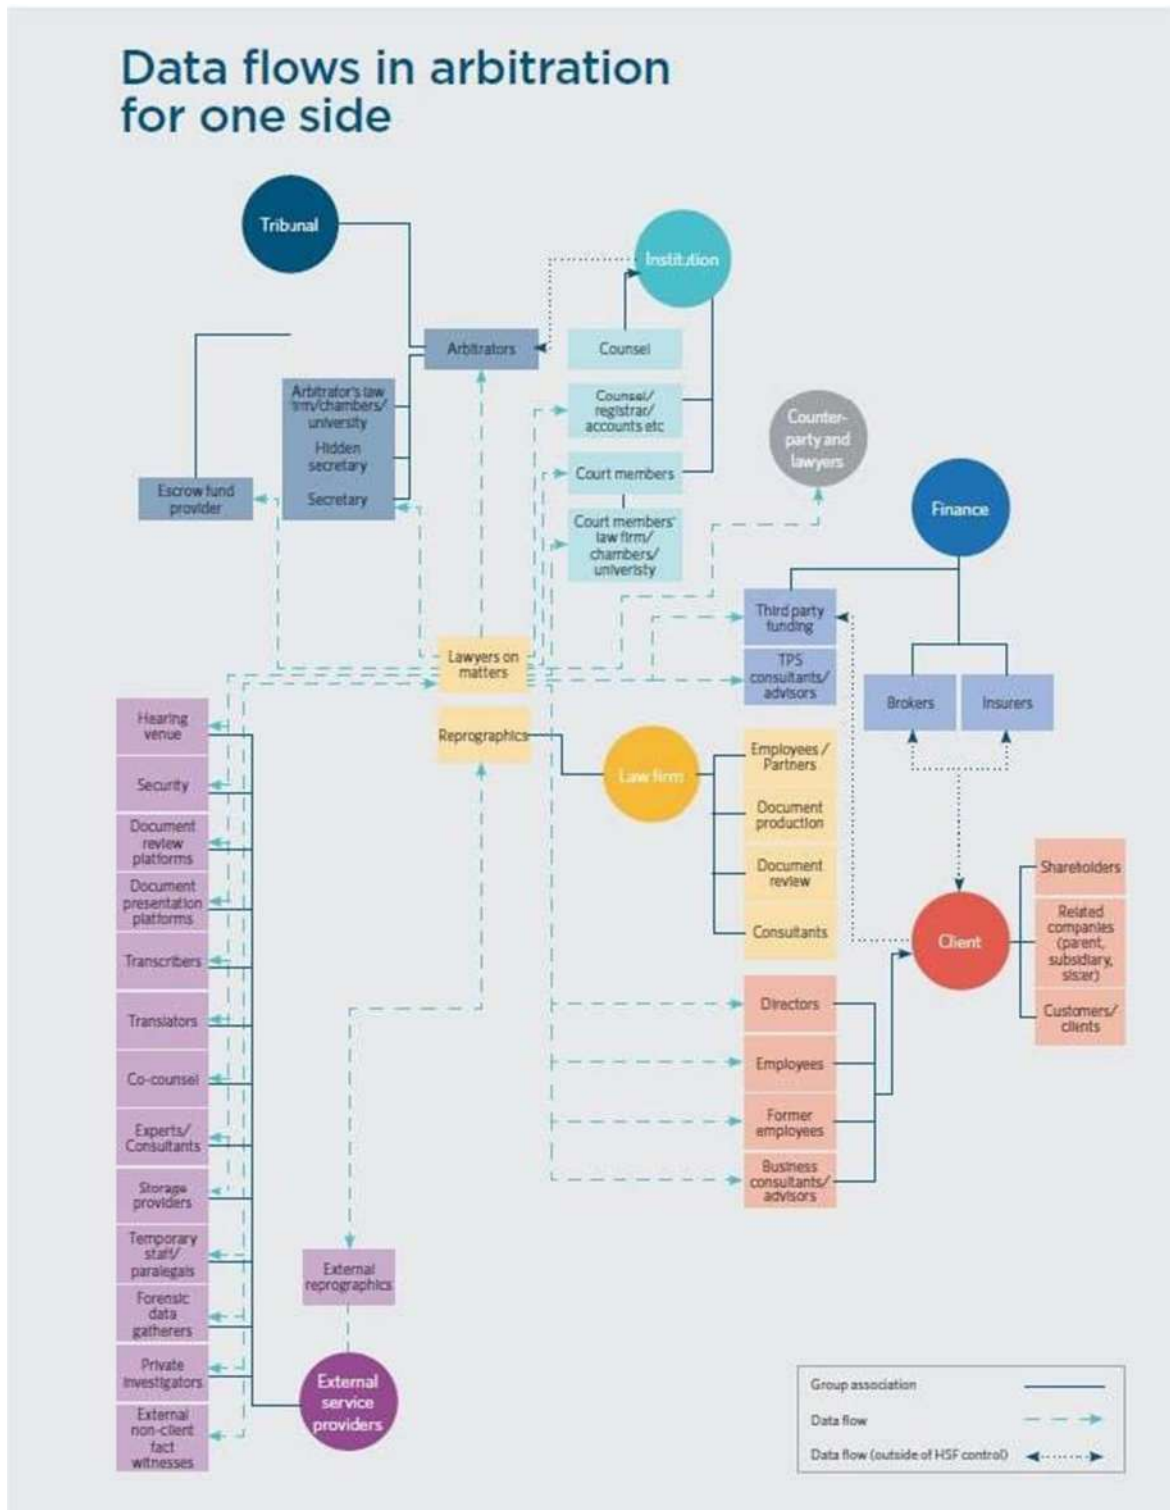 Data flows in arbitration
for one side
Tribunal
Institution
Arbitrators
Counsel
Arbitrator's law
firm/chambers/
university
Hidden
secretary
Secretary
Escrow fund
provider
Counsel/
registrar/
accounts etc
Court members
Court members'
law firm/
chambers/
univeristy
Counter-
party and
lawyers
Finance
Third party
funding
TPS
consultants/
advisors
Brokers
Insurers
Lawyers on
matters
Reprographics
Law firm
Employees /
Partners
Document
production
Document
review
Consultants
Client
Shareholders
Related
companies
(parent,
subsidiary,
sister)
Customers/
clients
Directors
Employees
Former
employees
Business
consultants/
advisors
Hearing
venue
Security
Document
review
platforms
Document
presentation
platforms
Transcribers
Translators
Co-counsel
Experts/
Consultants
Storage
providers
Temporary
staff/
paralegals
Forensic
data
gatherers
Private
investigators
External
non-client
fact
witnesses
External
reprographics
External
service
providers
Group association
Data flow
Data flow (outside of HSF control)